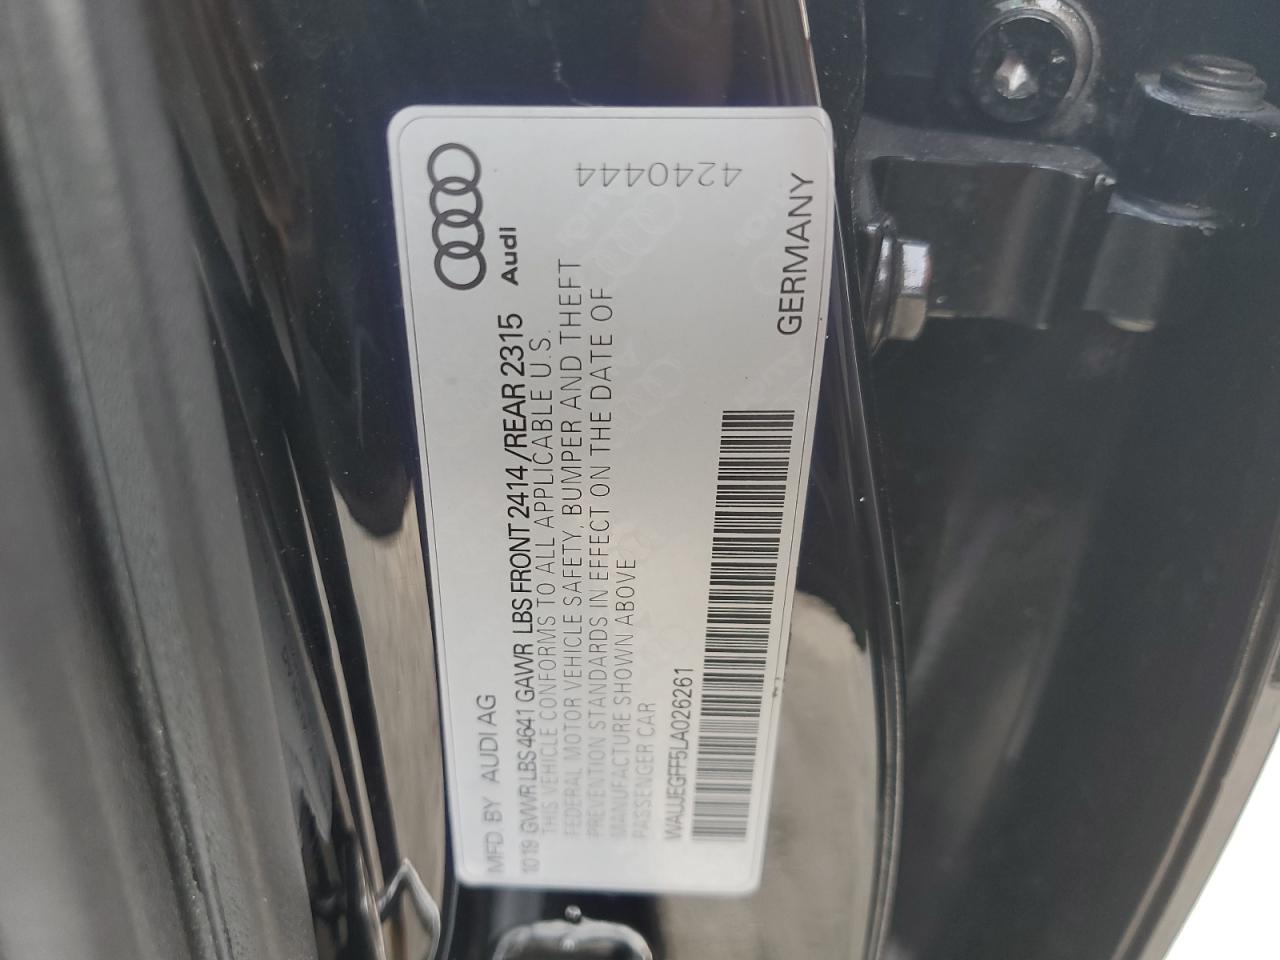 Audi
MFD BY AUDI AG
10 19 GVWR LBS 4641 GAWR LBS FRONT 2414 /REAR 2315
THIS VEHICLE CONFORMS TO ALL APPLICABLE U.S.
FEDERAL MOTOR VEHICLE SAFETY, BUMPER AND THEFT
PREVENTION STANDARDS IN EFFECT ON THE DATE OF
MANUFACTURE SHOWN ABOVE
PASSENGER CAR
WAUJEGFF5LA026261
GERMANY
4240444